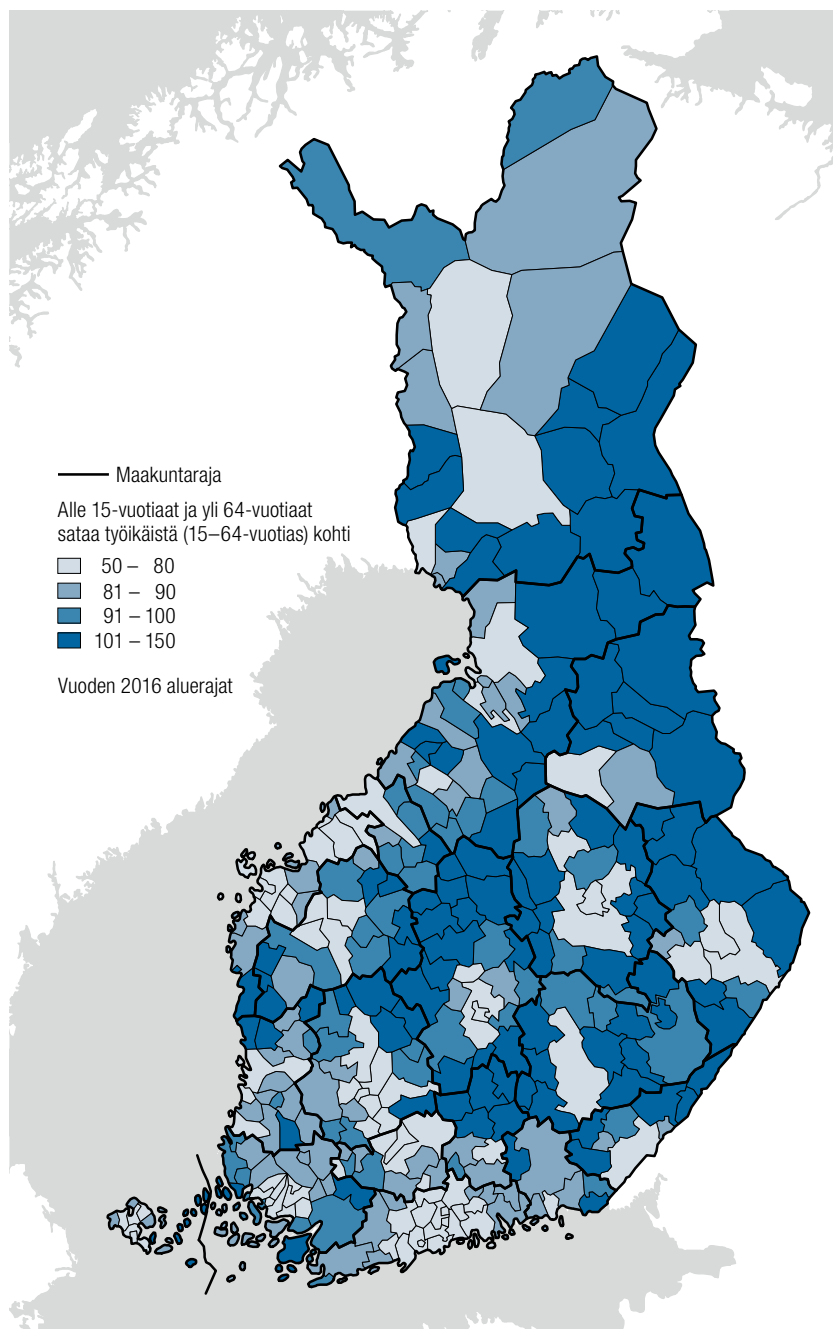 Maakuntaraja
Alle 15-vuotiaat ja yli 64-vuotiaat
sataa työikäistä (15–64-vuotias) kohti
50 – 80
81 – 90
91 – 100
101 – 150
Vuoden 2016 aluerajat